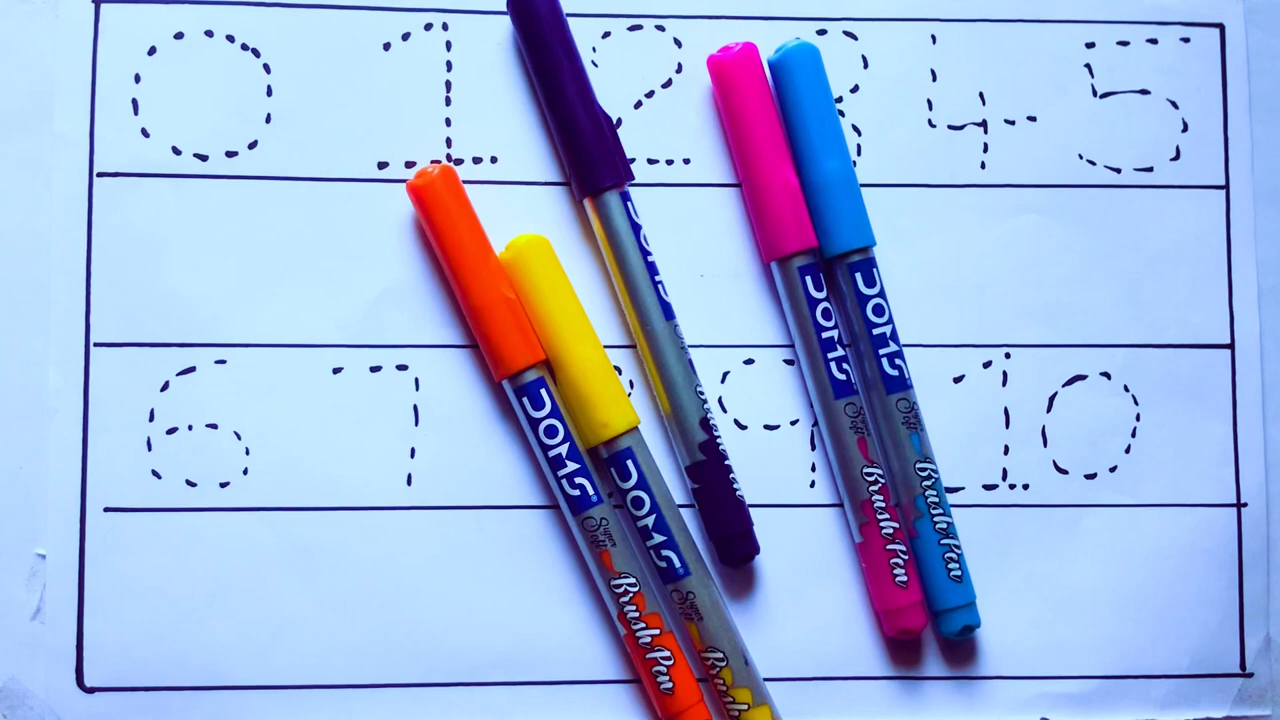 0 1 2 3 4 5
6 7 9 10
DOMS® Super Soft Brush Pen
DOMS Super Soft Brush
DOMS Brush Pen
DOMS Super Soft Brush Pen
DOMS Super Soft Brush Pen